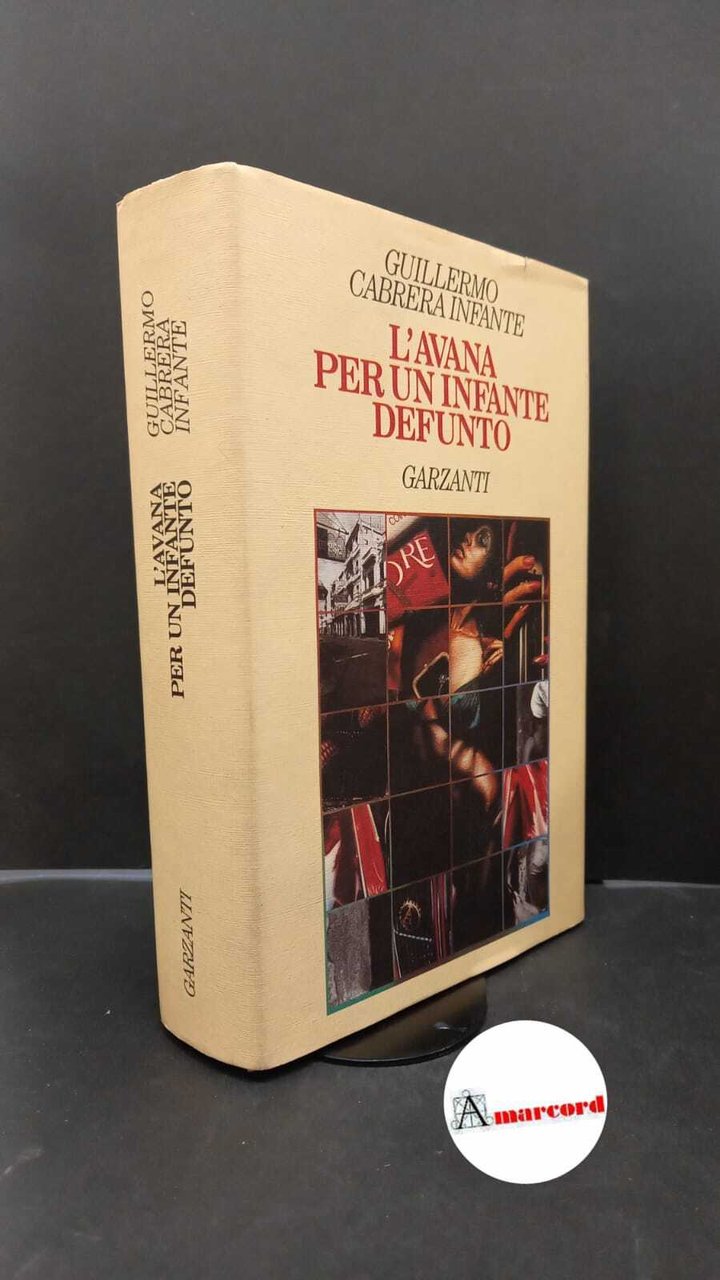 GUILLERMO
CABRERA
INFANTE
L'AVANA
PER UN INFANTE
DEFUNTO
GARZANTI
GUILLERMO
CABRERA INFANTE
L'AVANA
PER UN INFANTE
DEFUNTO
GARZANTI
ORE
Amarcord